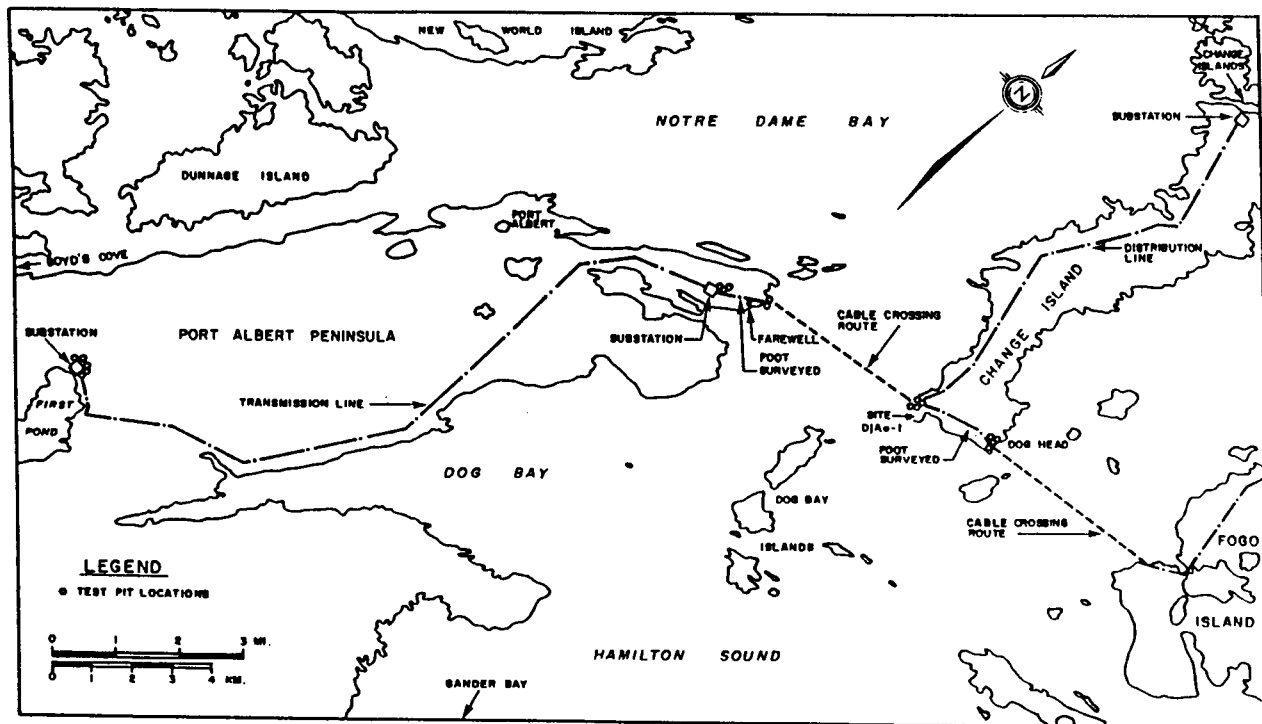 NEW WORLD ISLAND
CHANGE
ISLANDS
SUBSTATION
NOTRE DAME BAY
N
DUNNAGE ISLAND
PORT
ALBERT
BOYD'S COVE
DISTRIBUTION
LINE
PORT ALBERT PENINSULA
SUBSTATION
SUBSTATION
FAREWELL
FOOT
SURVEYED
CABLE CROSSING
ROUTE
CHANGE ISLAND
FIRST
POND
TRANSMISSION LINE
SITE
DjAo-1
FOOT
SURVEYED
DOG HEAD
DOG BAY
DOG BAY
ISLANDS
CABLE CROSSING
ROUTE
FOGO
ISLAND
LEGEND
TEST PIT LOCATIONS
0 1 2 3 MI.
0 1 2 3 4 KM.
HAMILTON SOUND
GANDER BAY